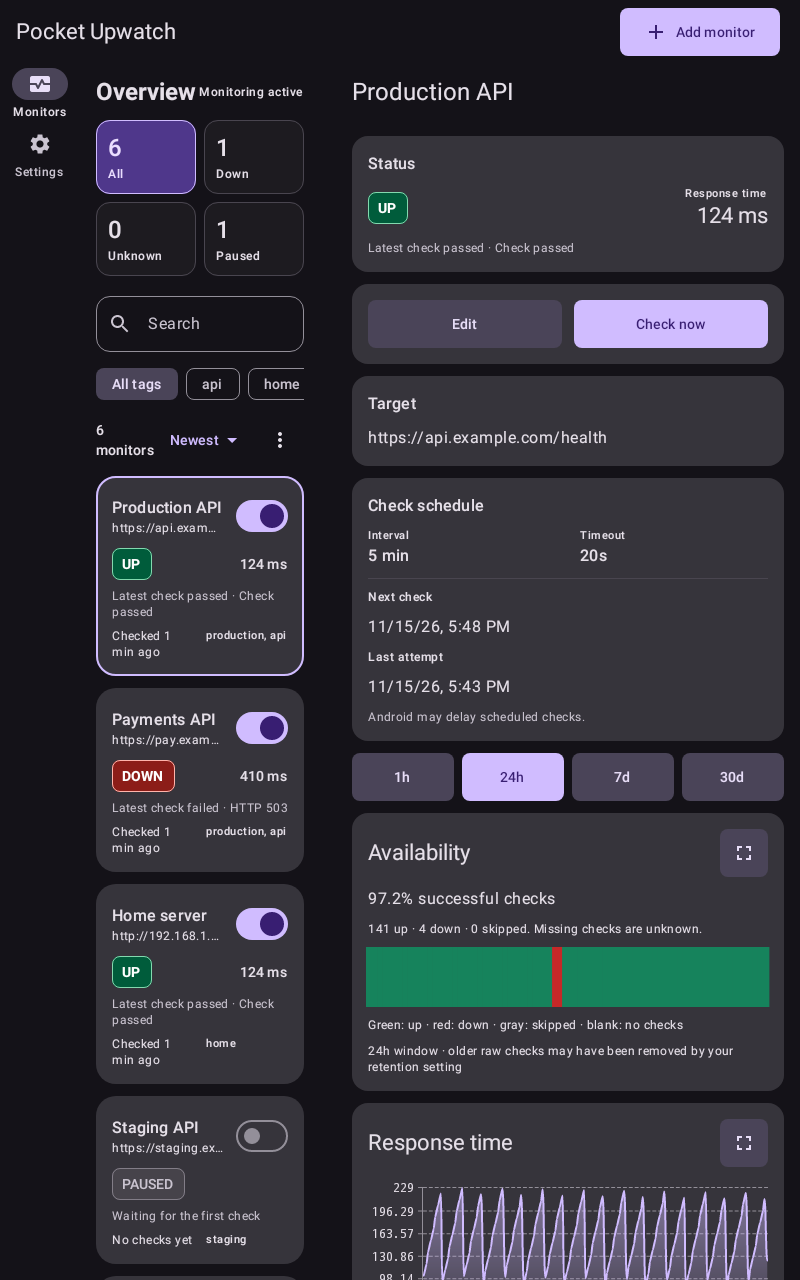 Pocket Upwatch
Add monitor
Monitors
Settings
Overview Monitoring active
6
All
1
Down
0
Unknown
1
Paused
Search
All tags
api
home
6
monitors
Newest
Production API
https://api.exam…
UP
124 ms
Latest check passed · Check
passed
Checked 1
min ago
production, api
Payments API
https://pay.exam…
DOWN
410 ms
Latest check failed · HTTP 503
Checked 1
min ago
production, api
Home server
http://192.168.1.…
UP
124 ms
Latest check passed · Check
passed
Checked 1
min ago
home
Staging API
https://staging.ex…
PAUSED
Waiting for the first check
No checks yet
staging
Production API
Status
UP
Response time
124 ms
Latest check passed · Check passed
Edit
Check now
Target
https://api.example.com/health
Check schedule
Interval
5 min
Timeout
20s
Next check
11/15/26, 5:48 PM
Last attempt
11/15/26, 5:43 PM
Android may delay scheduled checks.
1h
24h
7d
30d
Availability
97.2% successful checks
141 up · 4 down · 0 skipped. Missing checks are unknown.
Green: up · red: down · gray: skipped · blank: no checks
24h window · older raw checks may have been removed by your
retention setting
Response time
229
196.29
163.57
130.86
98.14